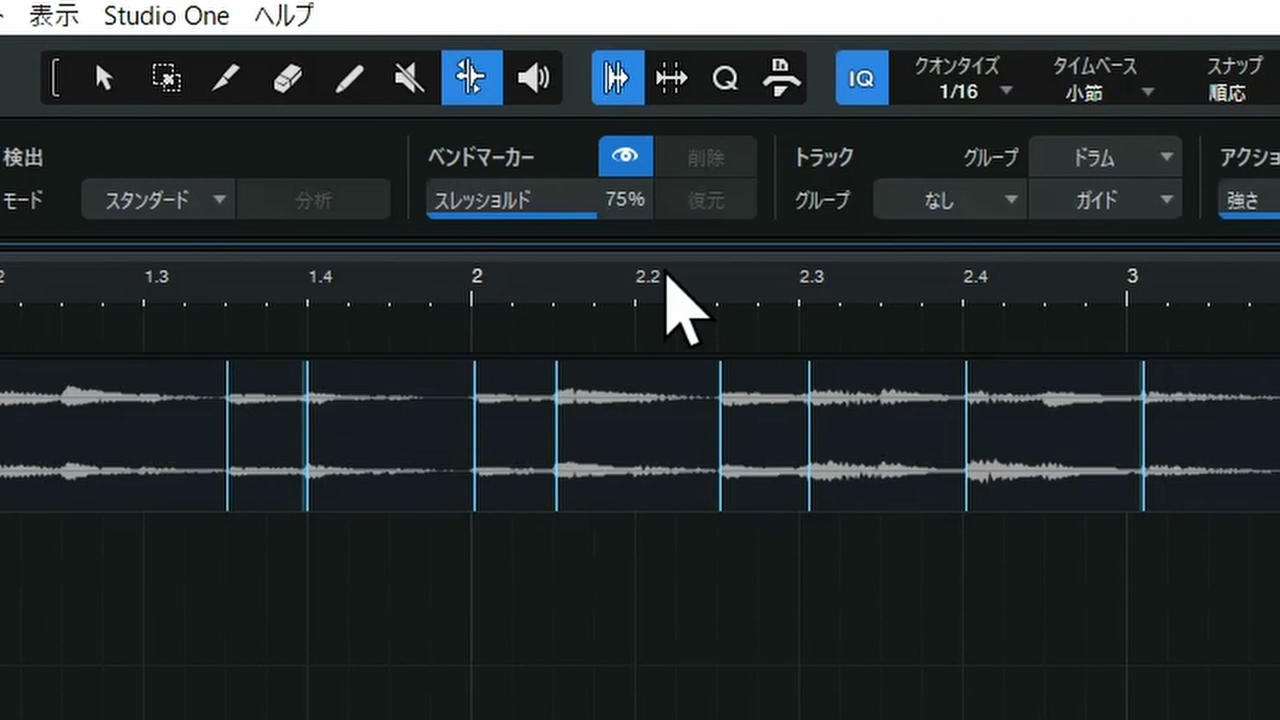 表示 Studio One ヘルプ
IQ クオンタイズ タイムベース スナップ
1/16 小節 順応
検出 ベンドマーカー 削除 トラック グループ ドラム
モード スタンダード 分析 スレッショルド 75% 復元 グループ なし ガイド 強さ
1.3 1.4 2 2.2 2.3 2.4 3